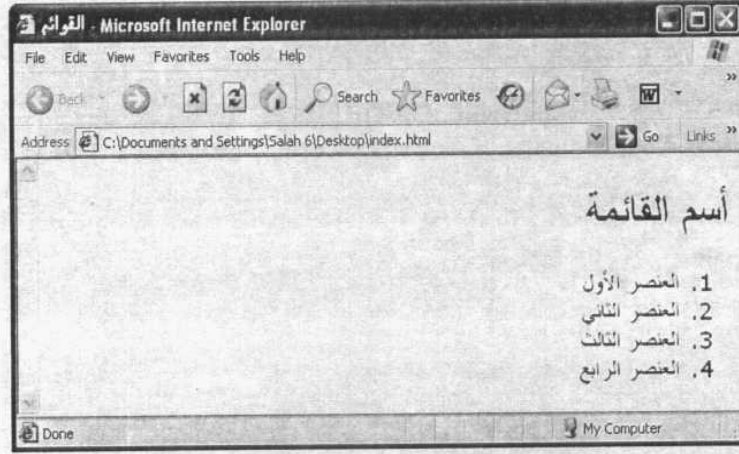 القوائم - Microsoft Internet Explorer
File Edit View Favorites Tools Help
Back Search Favorites
Address C:\Documents and Settings\Salah 6\Desktop\index.html Go Links
أسم القائمة
1. العنصر الأول
2. العنصر الثاني
3. العنصر الثالث
4. العنصر الرابع
Done My Computer